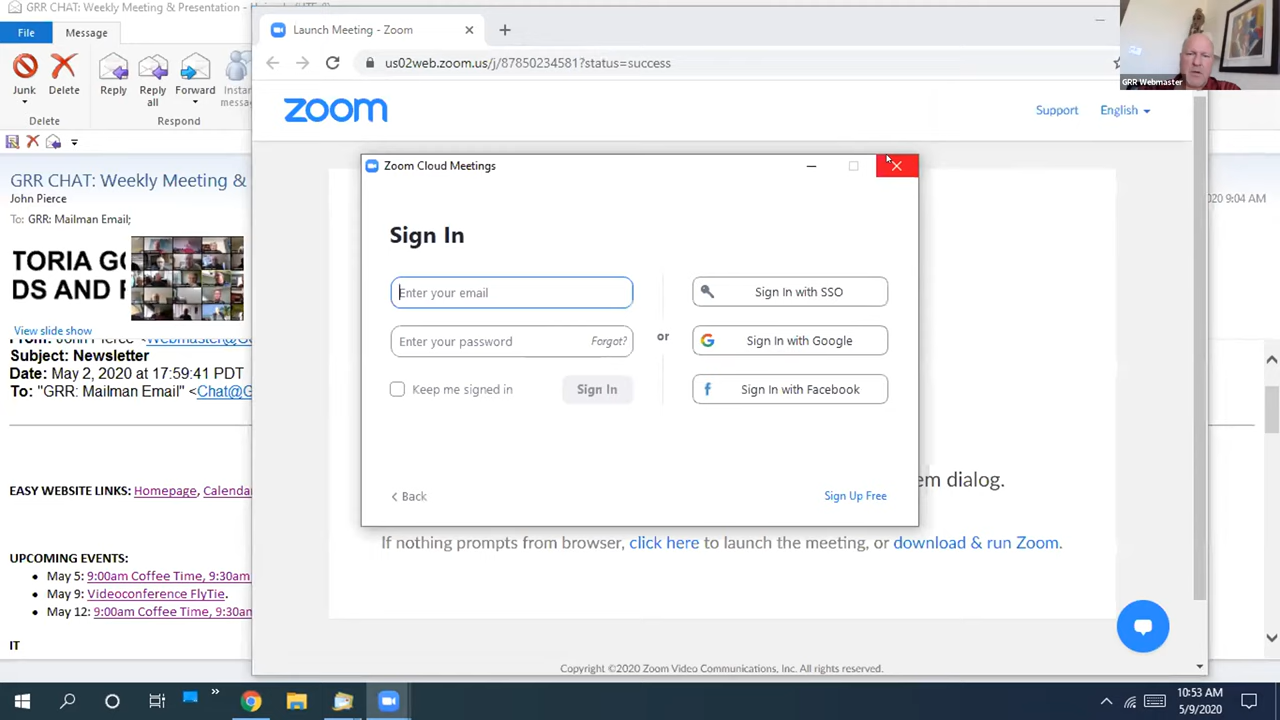 GRR CHAT: Weekly Meeting & Presentation -
File
Message
Junk
Delete
Reply
Reply all
Forward
Instant
Delete
Respond
GRR CHAT: Weekly Meeting &
John Pierce
To: GRR: Mailman Email;
TORIA
DS AND
View slide show
From: John Pierce
Subject: Newsletter
Date: May 2, 2020 at 17:59:41 PDT
To: "GRR: Mailman Email" <Chat@G
EASY WEBSITE LINKS: Homepage, Calenda
UPCOMING EVENTS:
• May 5: 9:00am Coffee Time, 9:30am
• May 9: Videoconference FlyTie.
• May 12: 9:00am Coffee Time, 9:30am
IT
Launch Meeting - Zoom
us02web.zoom.us/j/87850234581?status=success
zoom
Support
English
Zoom Cloud Meetings
Sign In
Enter your email
Enter your password
Forgot?
Keep me signed in
Sign In
or
Sign In with SSO
Sign In with Google
Sign In with Facebook
< Back
Sign Up Free
em dialog.
If nothing prompts from browser, click here to launch the meeting, or download & run Zoom.
Copyright ©2020 Zoom Video Communications, Inc. All rights reserved.
GRR Webmaster
2020 9:04 AM
10:53 AM
5/9/2020